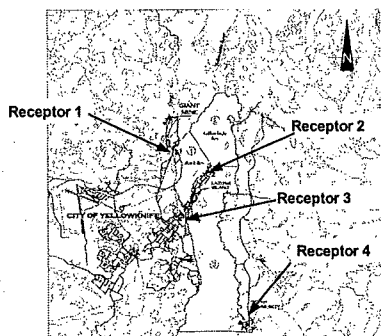 N
GIANT
MINE
Receptor 1
Receptor 2
Receptor 3
CITY OF YELLOWKNIFE
Receptor 4